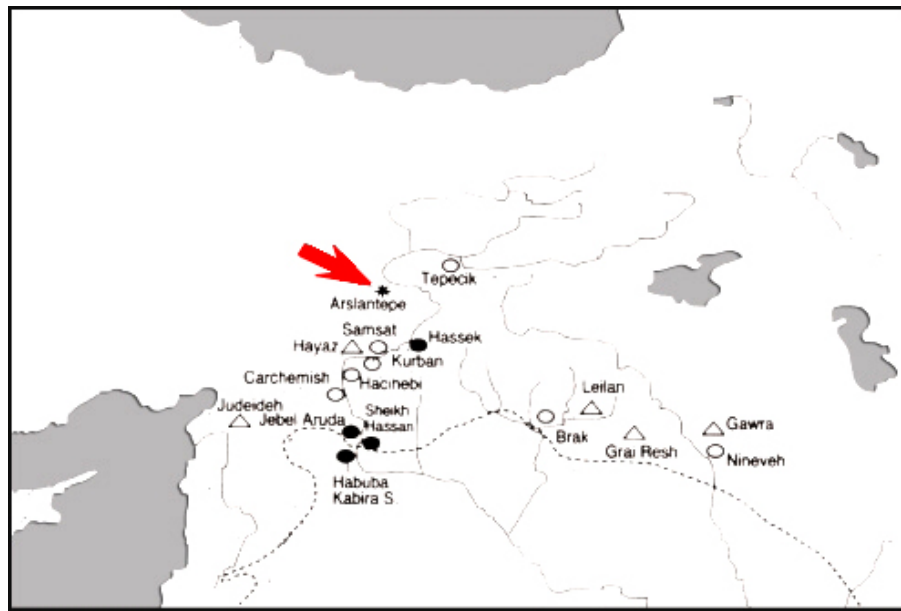 Tepecik
Arslantepe
Samsat
Hayaz
Hassek
Kurban
Carchemish
Hacinebi
Leilan
Judeideh
Sheikh
Hassan
Jebel Aruda
Brak
Gawra
Grai Resh
Nineveh
Habuba
Kabira S.